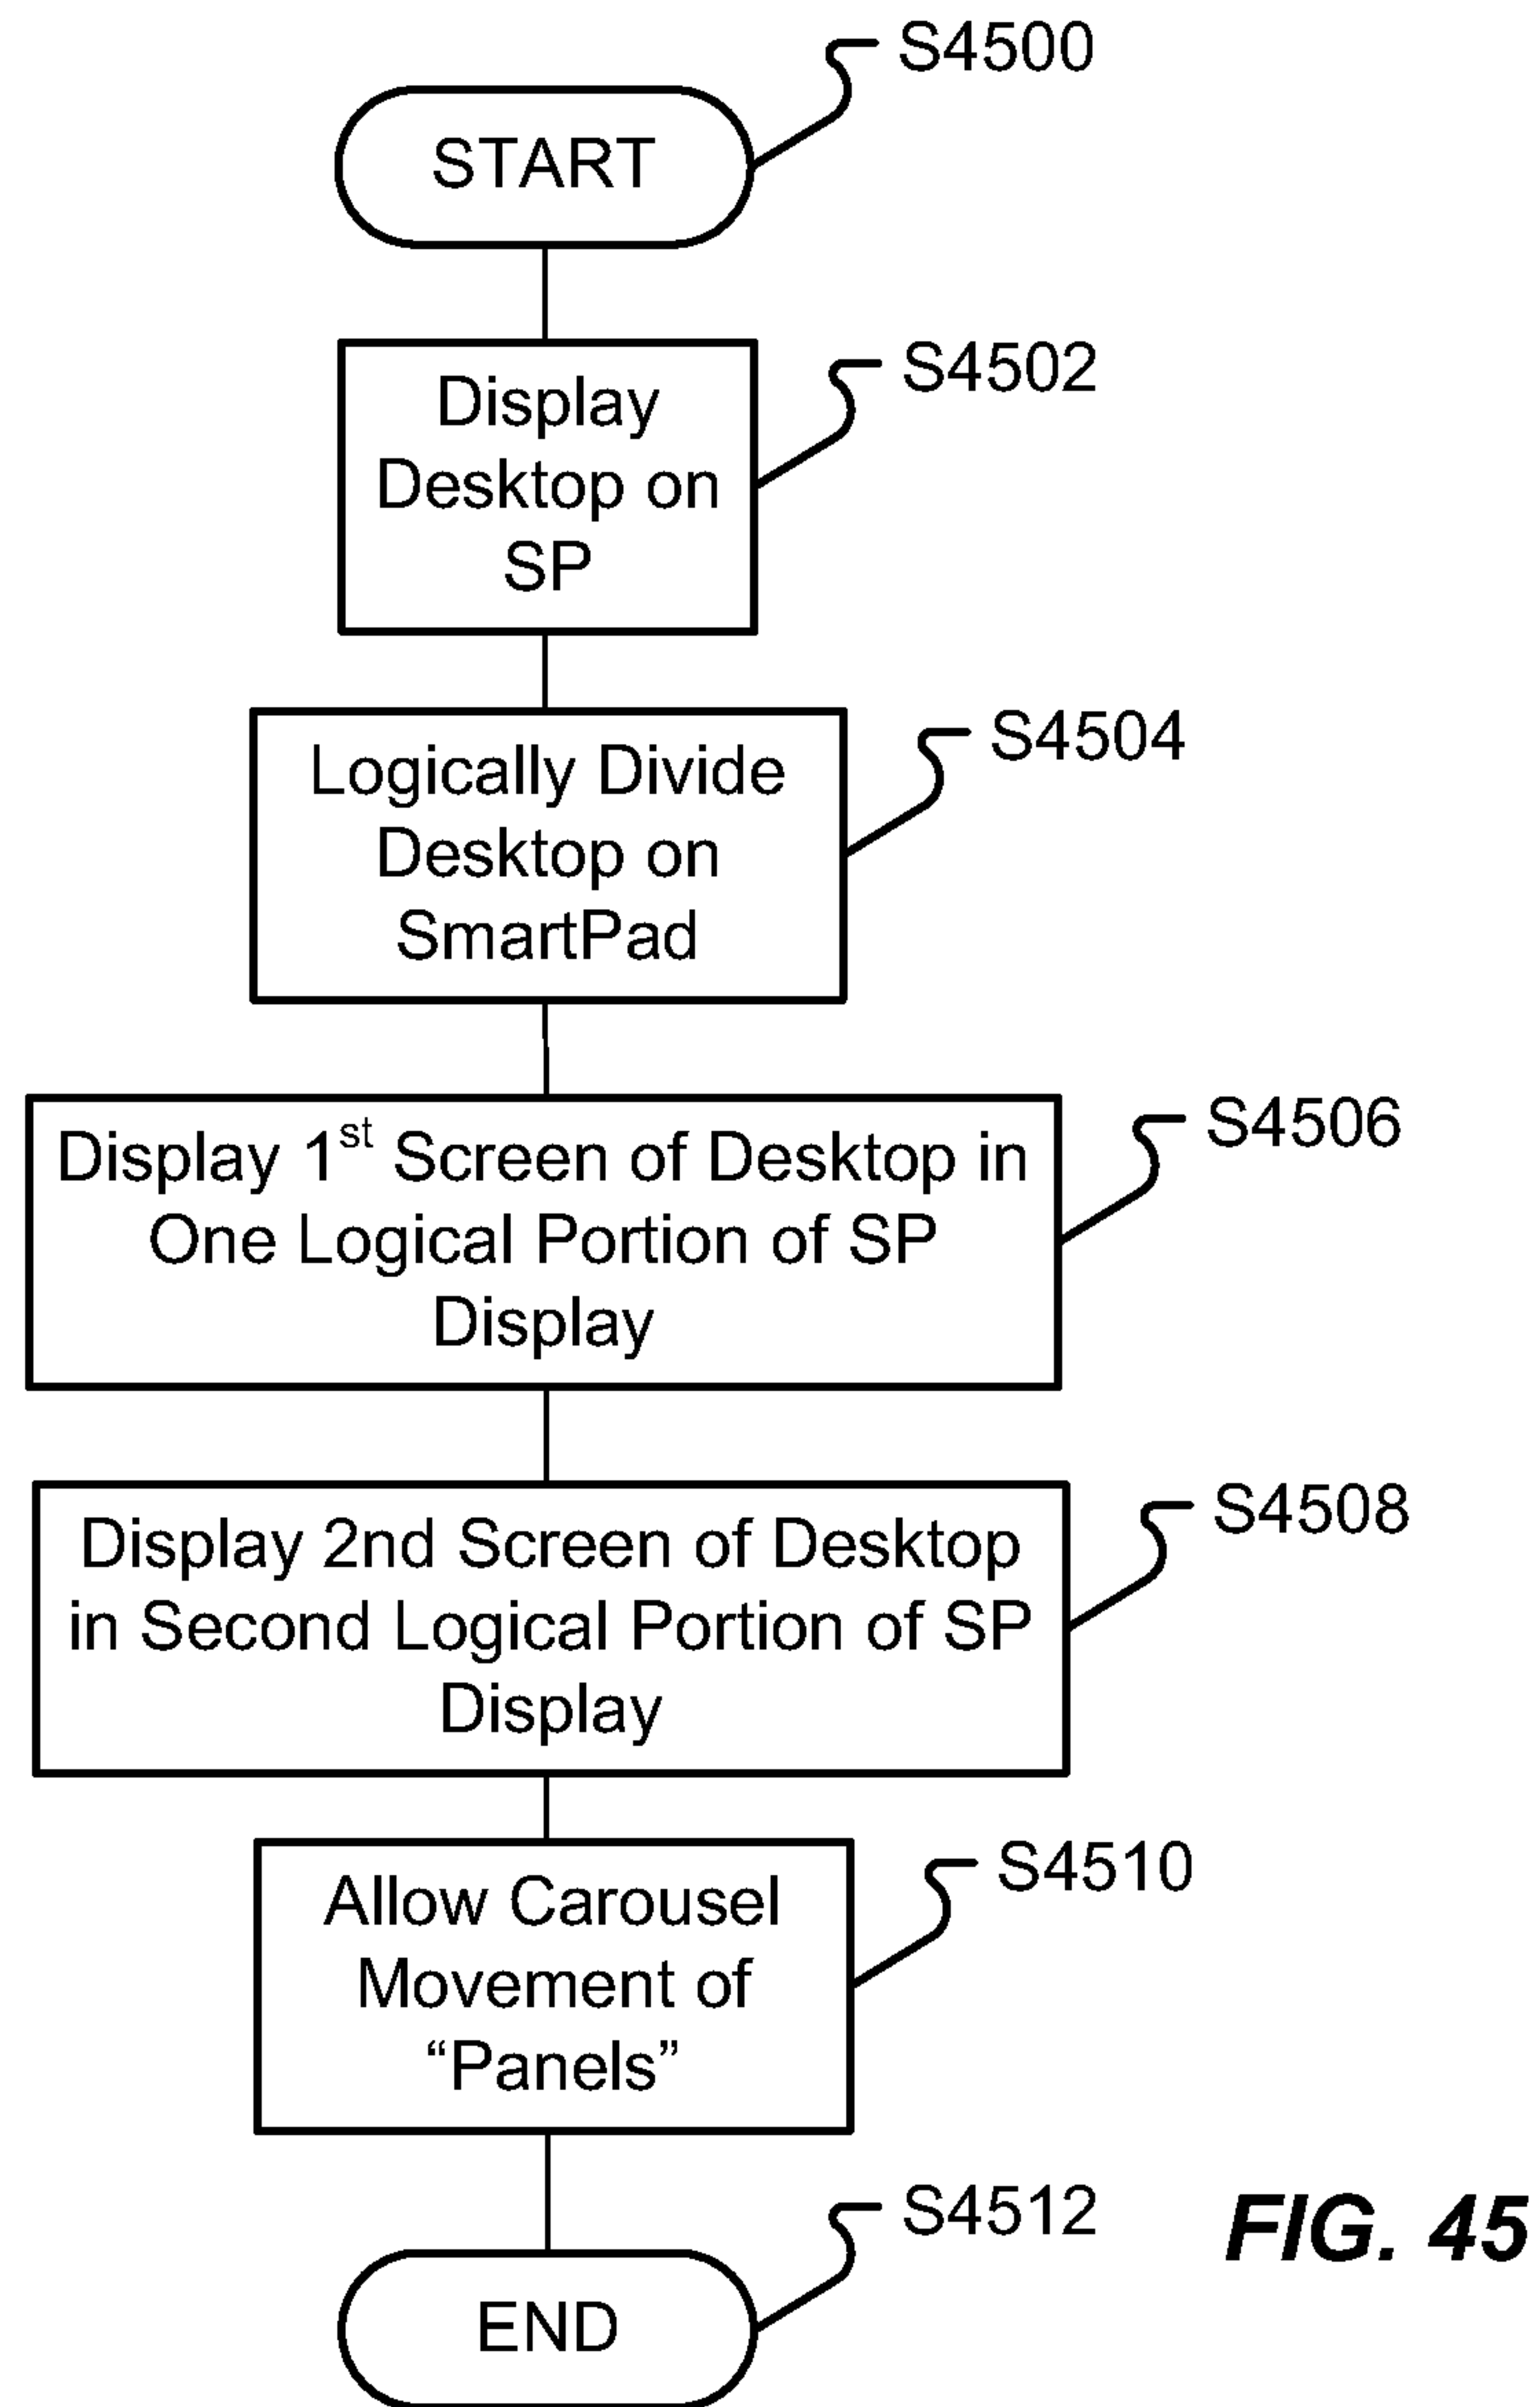 S4500
START
S4502
Display
Desktop on
SP
S4504
Logically Divide
Desktop on
SmartPad
S4506
Display 1st Screen of Desktop in
One Logical Portion of SP
Display
S4508
Display 2nd Screen of Desktop
in Second Logical Portion of SP
Display
S4510
Allow Carousel
Movement of
“Panels”
S4512
END
FIG. 45